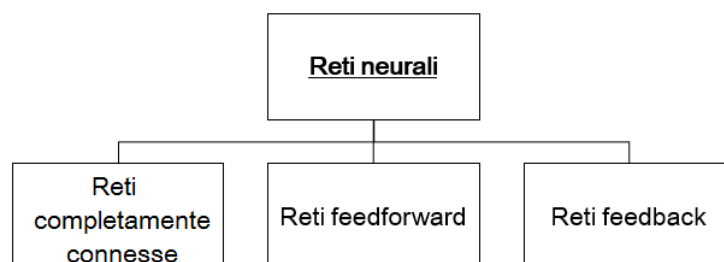 Reti neurali
Reti
completamente
connesse
Reti feedforward
Reti feedback